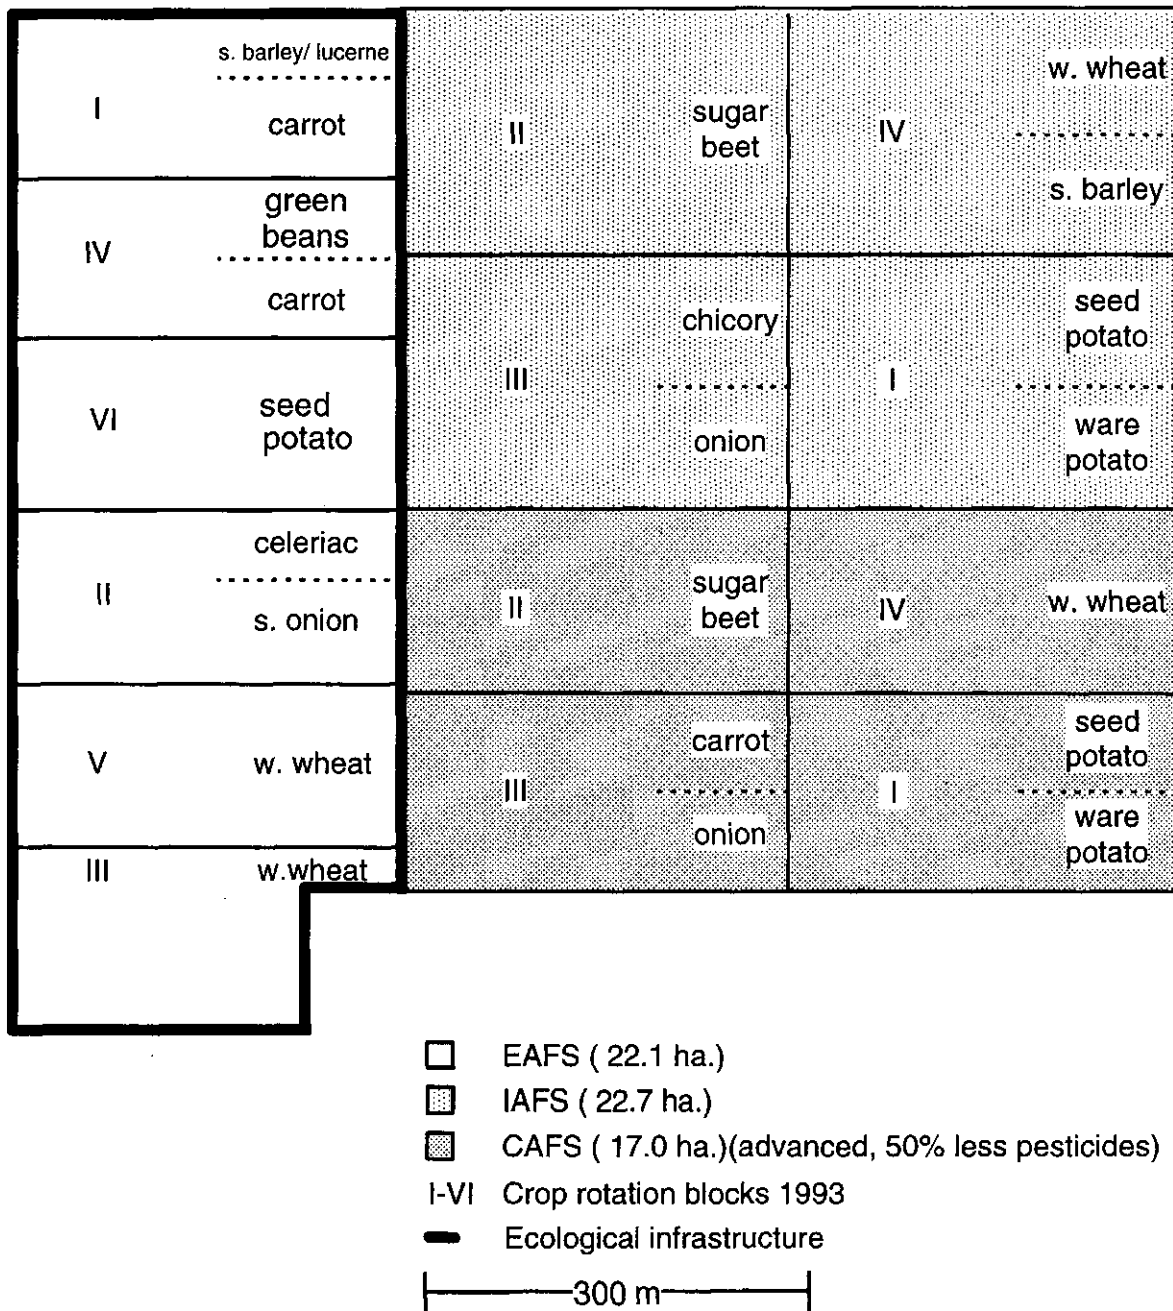 s. barley/ lucerne
I
carrot
green
beans
IV
carrot
VI
seed
potato
celeriac
II
s. onion
V
w. wheat
III
w.wheat
II
sugar
beet
w. wheat
IV
s. barley
chicory
III
onion
seed
potato
I
ware
potato
II
sugar
beet
IV
w. wheat
carrot
III
onion
seed
potato
I
ware
potato
EAFS ( 22.1 ha.)
IAFS ( 22.7 ha.)
CAFS ( 17.0 ha.)(advanced, 50% less pesticides)
I-VI Crop rotation blocks 1993
Ecological infrastructure
300 m